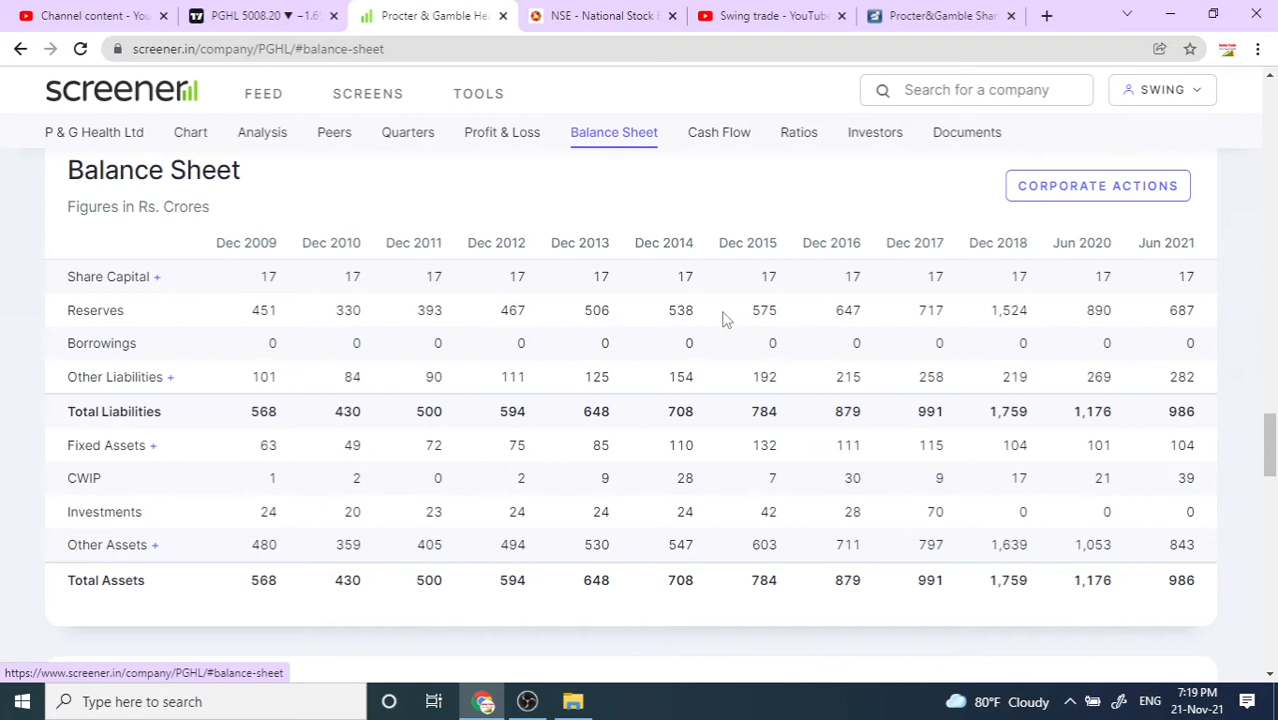 Channel content - You
PGHL 5008.20 ▼ −1.6
Procter & Gamble He
NSE - National Stock E
Swing trade - YouTube
Procter&Gamble Shar
screener.in/company/PGHL/#balance-sheet
screener
FEED
SCREENS
TOOLS
Search for a company
SWING
P & G Health Ltd
Chart
Analysis
Peers
Quarters
Profit & Loss
Balance Sheet
Cash Flow
Ratios
Investors
Documents
Balance Sheet
CORPORATE ACTIONS
Figures in Rs. Crores
Dec 2009 Dec 2010 Dec 2011 Dec 2012 Dec 2013 Dec 2014 Dec 2015 Dec 2016 Dec 2017 Dec 2018 Jun 2020 Jun 2021
Share Capital + 17 17 17 17 17 17 17 17 17 17 17 17
Reserves 451 330 393 467 506 538 575 647 717 1,524 890 687
Borrowings 0 0 0 0 0 0 0 0 0 0 0 0
Other Liabilities + 101 84 90 111 125 154 192 215 258 219 269 282
Total Liabilities 568 430 500 594 648 708 784 879 991 1,759 1,176 986
Fixed Assets + 63 49 72 75 85 110 132 111 115 104 101 104
CWIP 1 2 0 2 9 28 7 30 9 17 21 39
Investments 24 20 23 24 24 24 42 28 70 0 0 0
Other Assets + 480 359 405 494 530 547 603 711 797 1,639 1,053 843
Total Assets 568 430 500 594 648 708 784 879 991 1,759 1,176 986
https://www.screener.in/company/PGHL/#balance-sheet
Type here to search
80°F Cloudy
ENG
7:19 PM
21-Nov-21